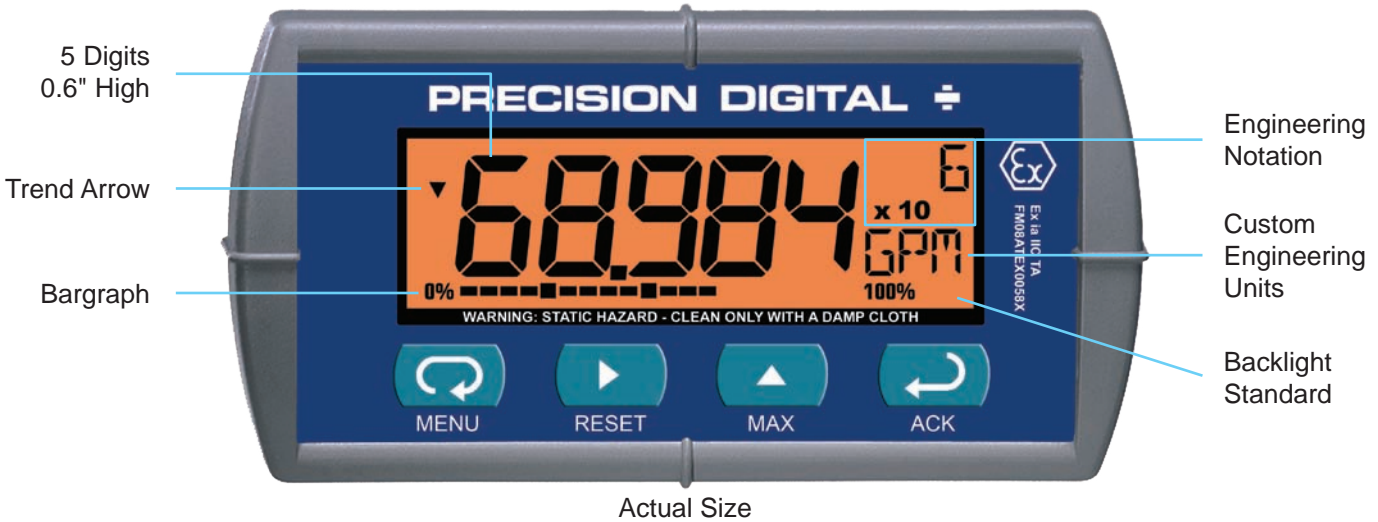 5 Digits
0.6" High
Trend Arrow
Bargraph
PRECISION DIGITAL
68.984
6
x 10
GPM
0%
100%
WARNING: STATIC HAZARD - CLEAN ONLY WITH A DAMP CLOTH
Ex
Ex ia IIC TA
FM08ATEX0058X
MENU
RESET
MAX
ACK
Engineering
Notation
Custom
Engineering
Units
Backlight
Standard
Actual Size